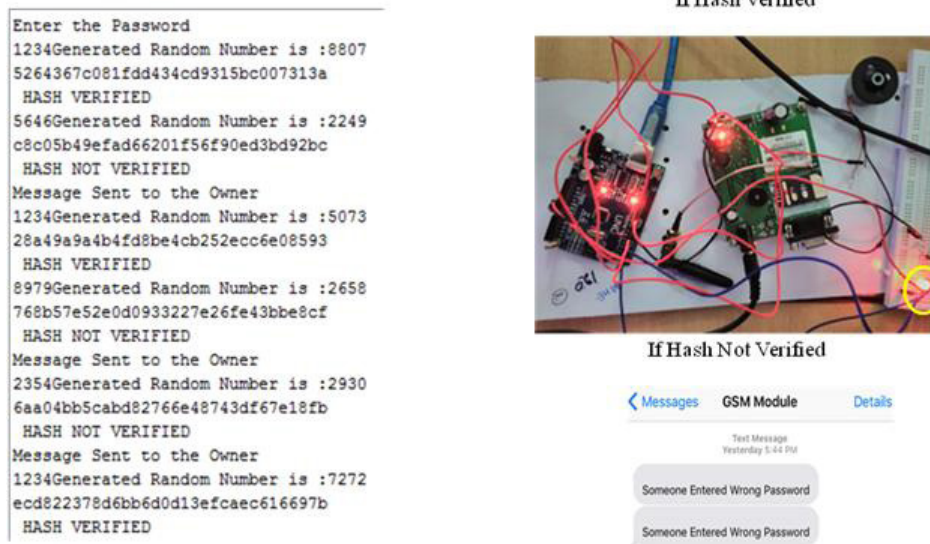 Enter the Password
1234Generated Random Number is :8807
5264367c081fdd434cd9315bc007313a
HASH VERIFIED
5646Generated Random Number is :2249
c8c05b49efad66201f56f90ed3bd92bc
HASH NOT VERIFIED
Message Sent to the Owner
1234Generated Random Number is :5073
28a49a9a4b4fd8be4cb252ecc6e08593
HASH VERIFIED
8979Generated Random Number is :2658
768b57e52e0d0933227e26fe43bbe8cf
HASH NOT VERIFIED
Message Sent to the Owner
2354Generated Random Number is :2930
6aa04bb5cabd82766e48743df67e18fb
HASH NOT VERIFIED
Message Sent to the Owner
1234Generated Random Number is :7272
ecd822378d6bb6d0d13efcaec616697b
HASH VERIFIED
If Hash Verified
If Hash Not Verified
Messages GSM Module Details
Text Message
Yesterday 5:44 PM
Someone Entered Wrong Password
Someone Entered Wrong Password